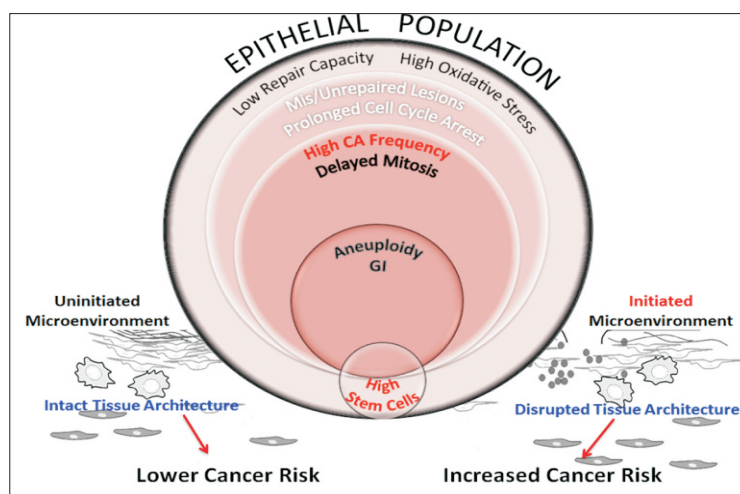 EPITHELIAL POPULATION
Low Repair Capacity
High Oxidative Stress
Mis/Unrepaired Lesions
Prolonged Cell Cycle Arrest
High CA Frequency
Delayed Mitosis
Aneuploidy
GI
Uninitiated
Microenvironment
Initiated
Microenvironment
High
Stem Cells
Intact Tissue Architecture
Disrupted Tissue Architecture
Lower Cancer Risk
Increased Cancer Risk